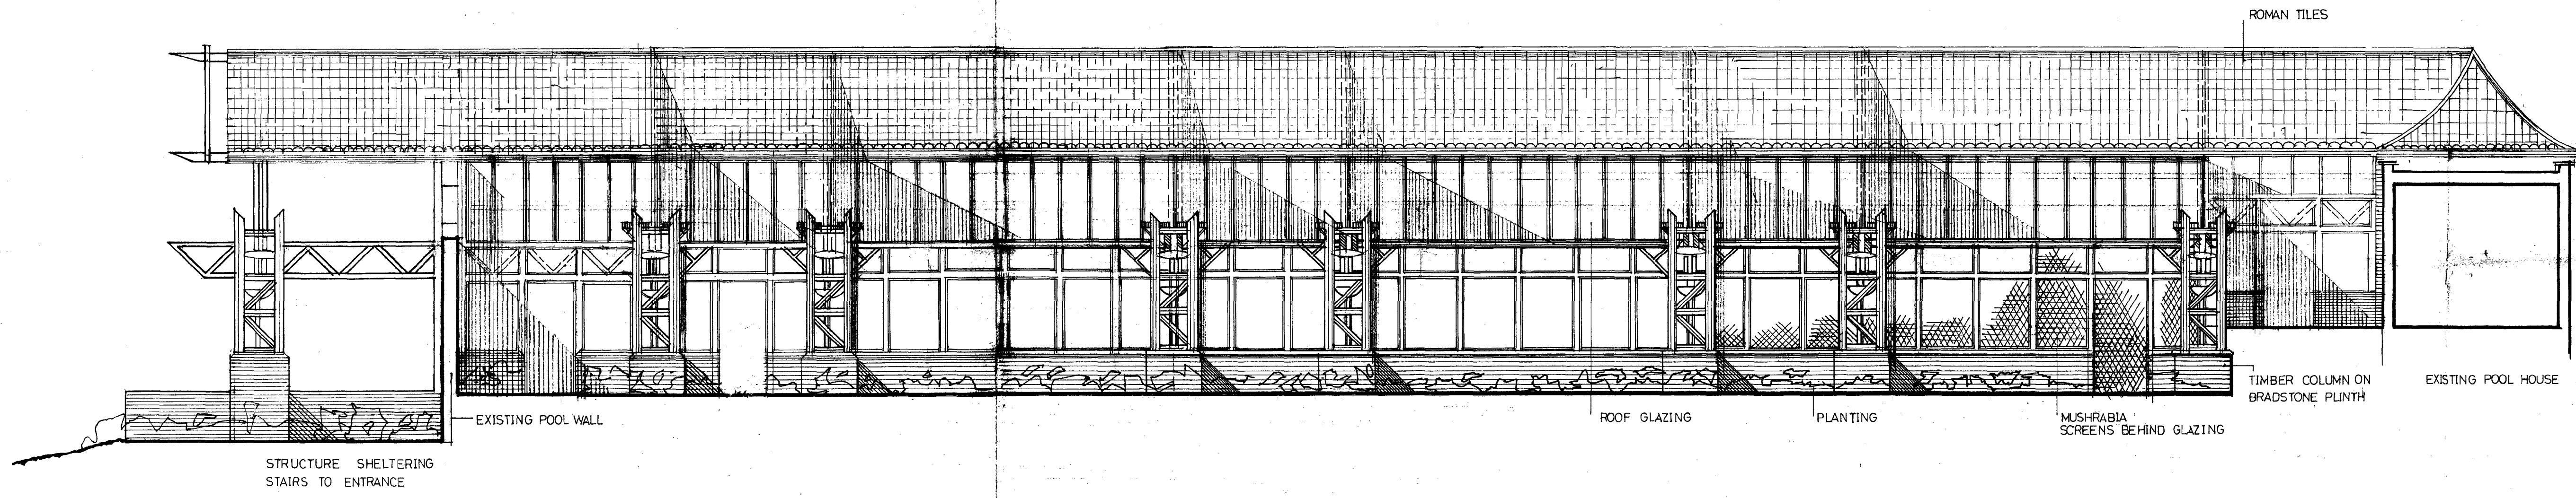 ROMAN TILES
EXISTING POOL WALL
STRUCTURE SHELTERING
STAIRS TO ENTRANCE
ROOF GLAZING
PLANTING
MUSHRABIA
SCREENS BEHIND GLAZING
TIMBER COLUMN ON
BRADSTONE PLINTH
EXISTING POOL HOUSE